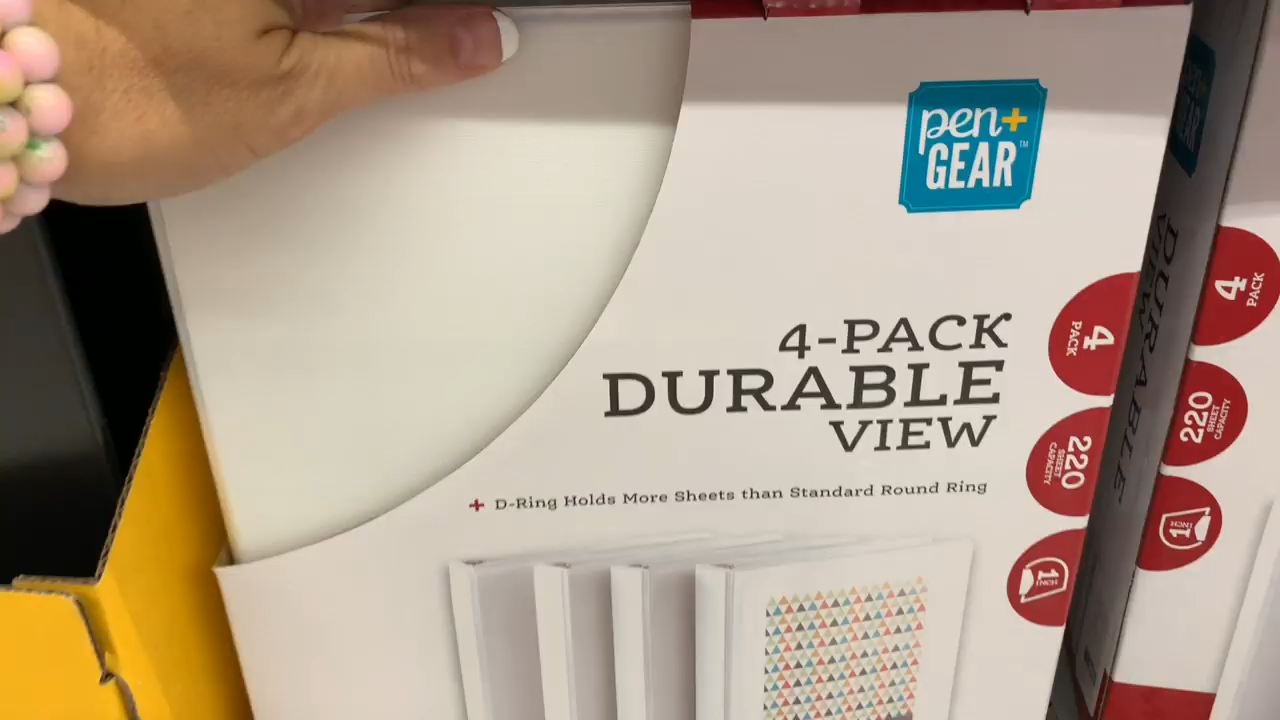 pen+
GEAR™
4-PACK
DURABLE
VIEW
+ D-Ring Holds More Sheets than Standard Round Ring
4
PACK
220
SHEET
CAPACITY
1
INCH
DURABLE
VIEW
4
PACK
220
SHEET
CAPACITY
1
INCH
GEAR